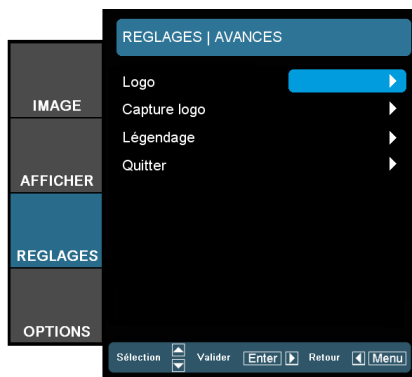 REGLAGES | AVANCES
Logo
Capture logo
Légendage
Quitter
IMAGE
AFFICHER
REGLAGES
OPTIONS
Sélection Valider Enter Retour Menu